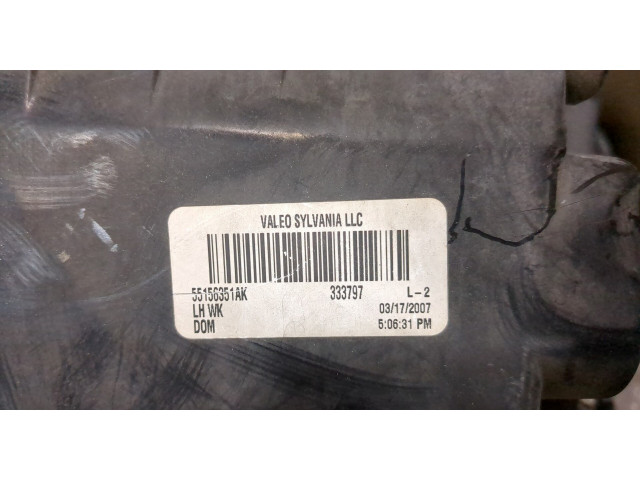 VALEO SYLVANIA LLC
55156351AK 333797 L-2
LH WK 03/17/2007
DOM 5:06:31 PM